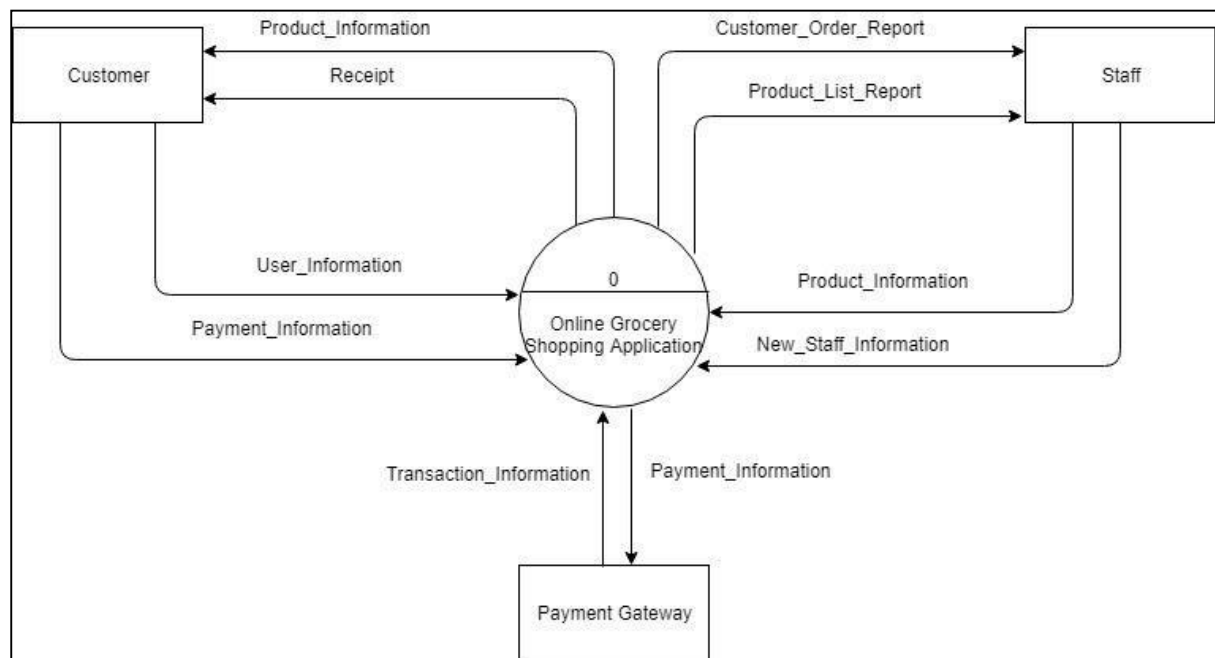 Product_Information
Customer_Order_Report
Customer
Receipt
Staff
Product_List_Report
User_Information
0
Product_Information
Payment_Information
Online Grocery
Shopping Application
New_Staff_Information
Transaction_Information
Payment_Information
Payment Gateway